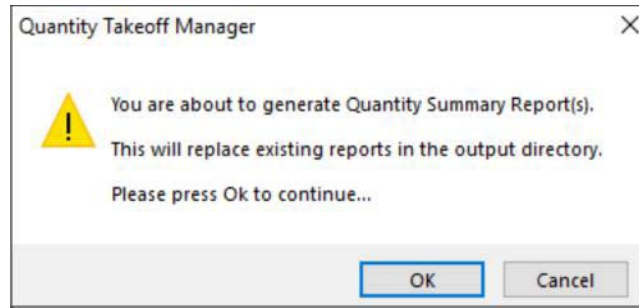 Quantity Takeoff Manager
You are about to generate Quantity Summary Report(s).
This will replace existing reports in the output directory.
Please press Ok to continue...
OK
Cancel